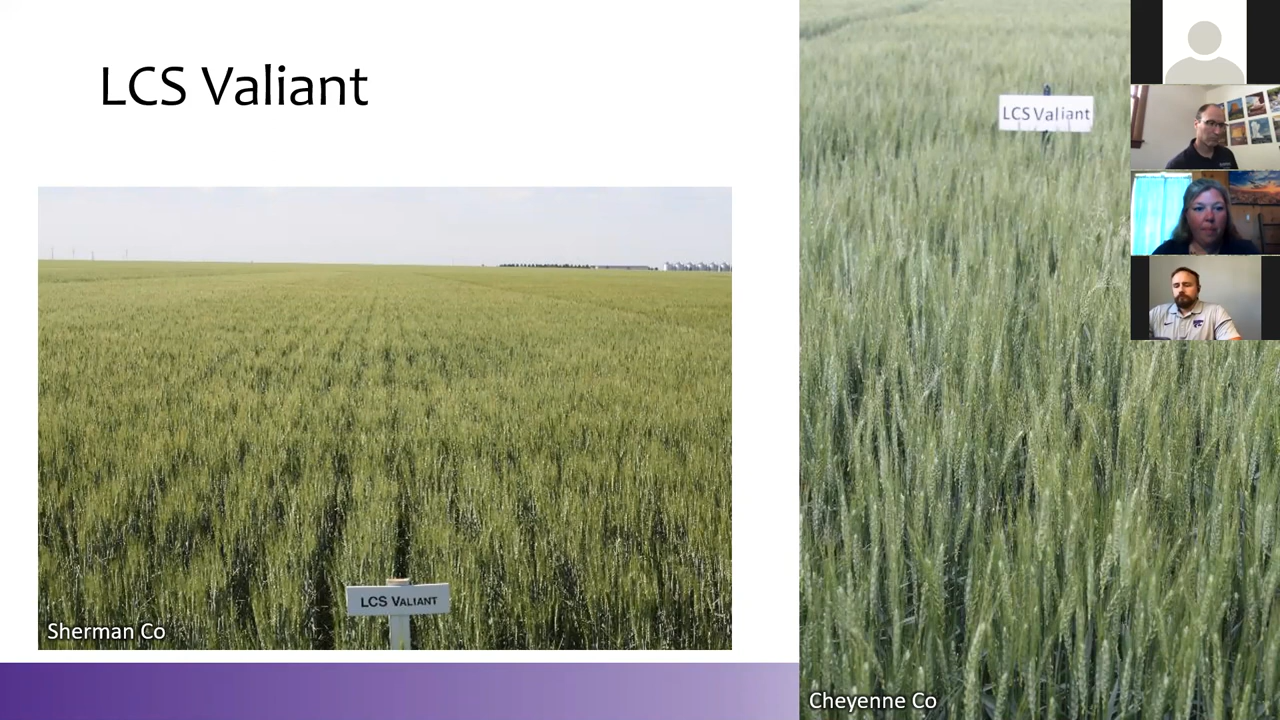 LCS Valiant
LCS VALIANT
Sherman Co
LCS Valiant
Cheyenne Co